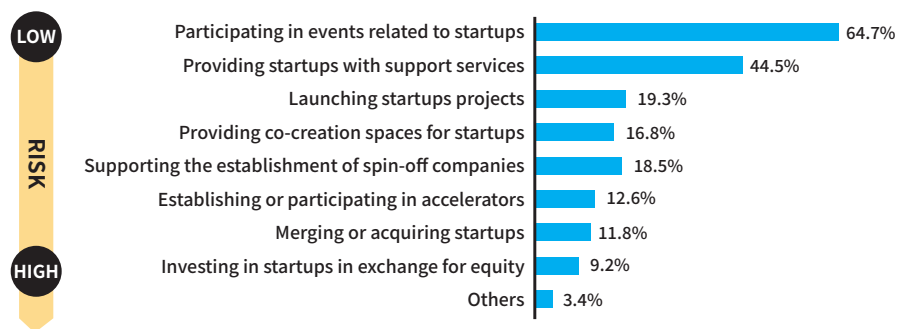 LOW
Participating in events related to startups 64.7%
Providing startups with support services 44.5%
Launching startups projects 19.3%
Providing co-creation spaces for startups 16.8%
Supporting the establishment of spin-off companies 18.5%
RISK
Establishing or participating in accelerators 12.6%
Merging or acquiring startups 11.8%
HIGH
Investing in startups in exchange for equity 9.2%
Others 3.4%